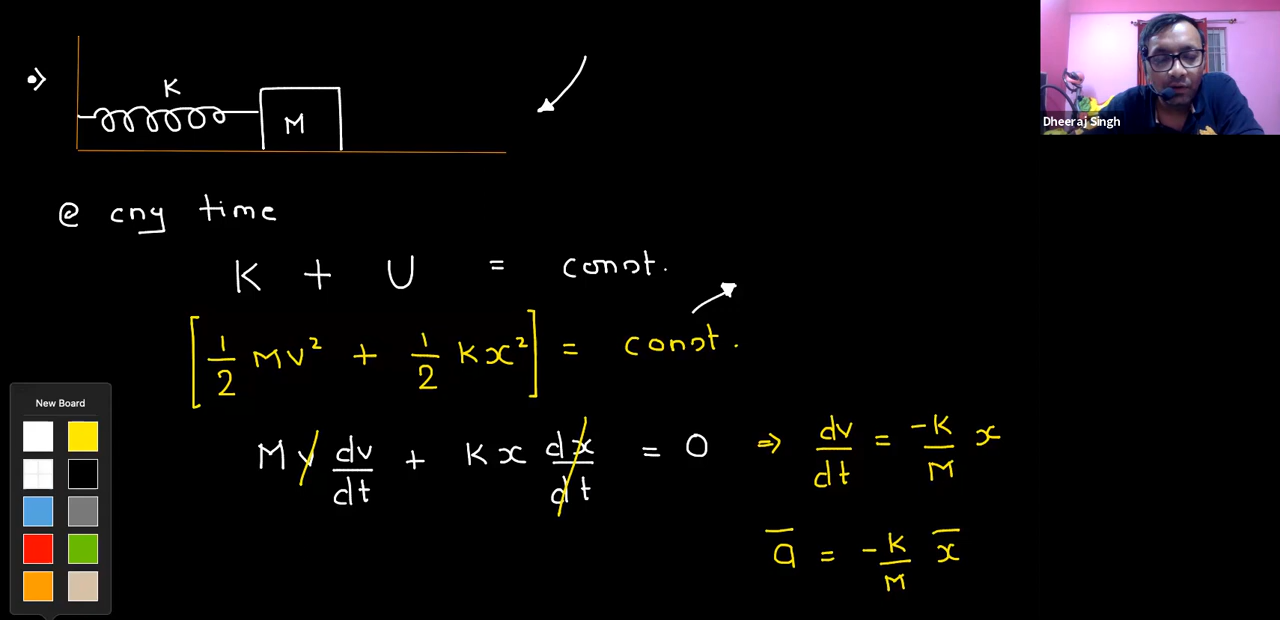 K
M
Dheeraj Singh
@ any time
K + U = const.
[1/2 Mv² + 1/2 Kx²] = const.
New Board
Mv dv/dt + Kx dx/dt = 0 ⇒ dv/dt = -K/M x
a̅ = -K/M x̅